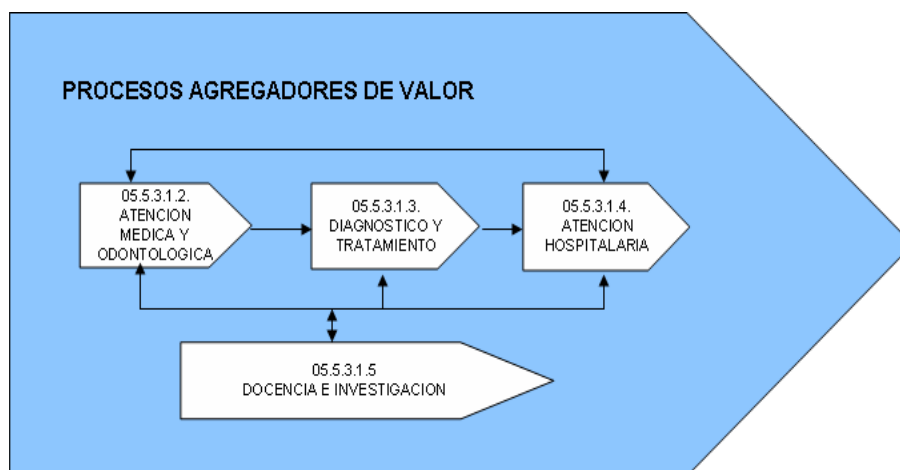 PROCESOS AGREGADORES DE VALOR
05.5.3.1.2.
ATENCION
MEDICA Y
ODONTOLOGICA
05.5.3.1.3.
DIAGNOSTICO Y
TRATAMIENTO
05.5.3.1.4.
ATENCION
HOSPITALARIA
05.5.3.1.5
DOCENCIA E INVESTIGACION